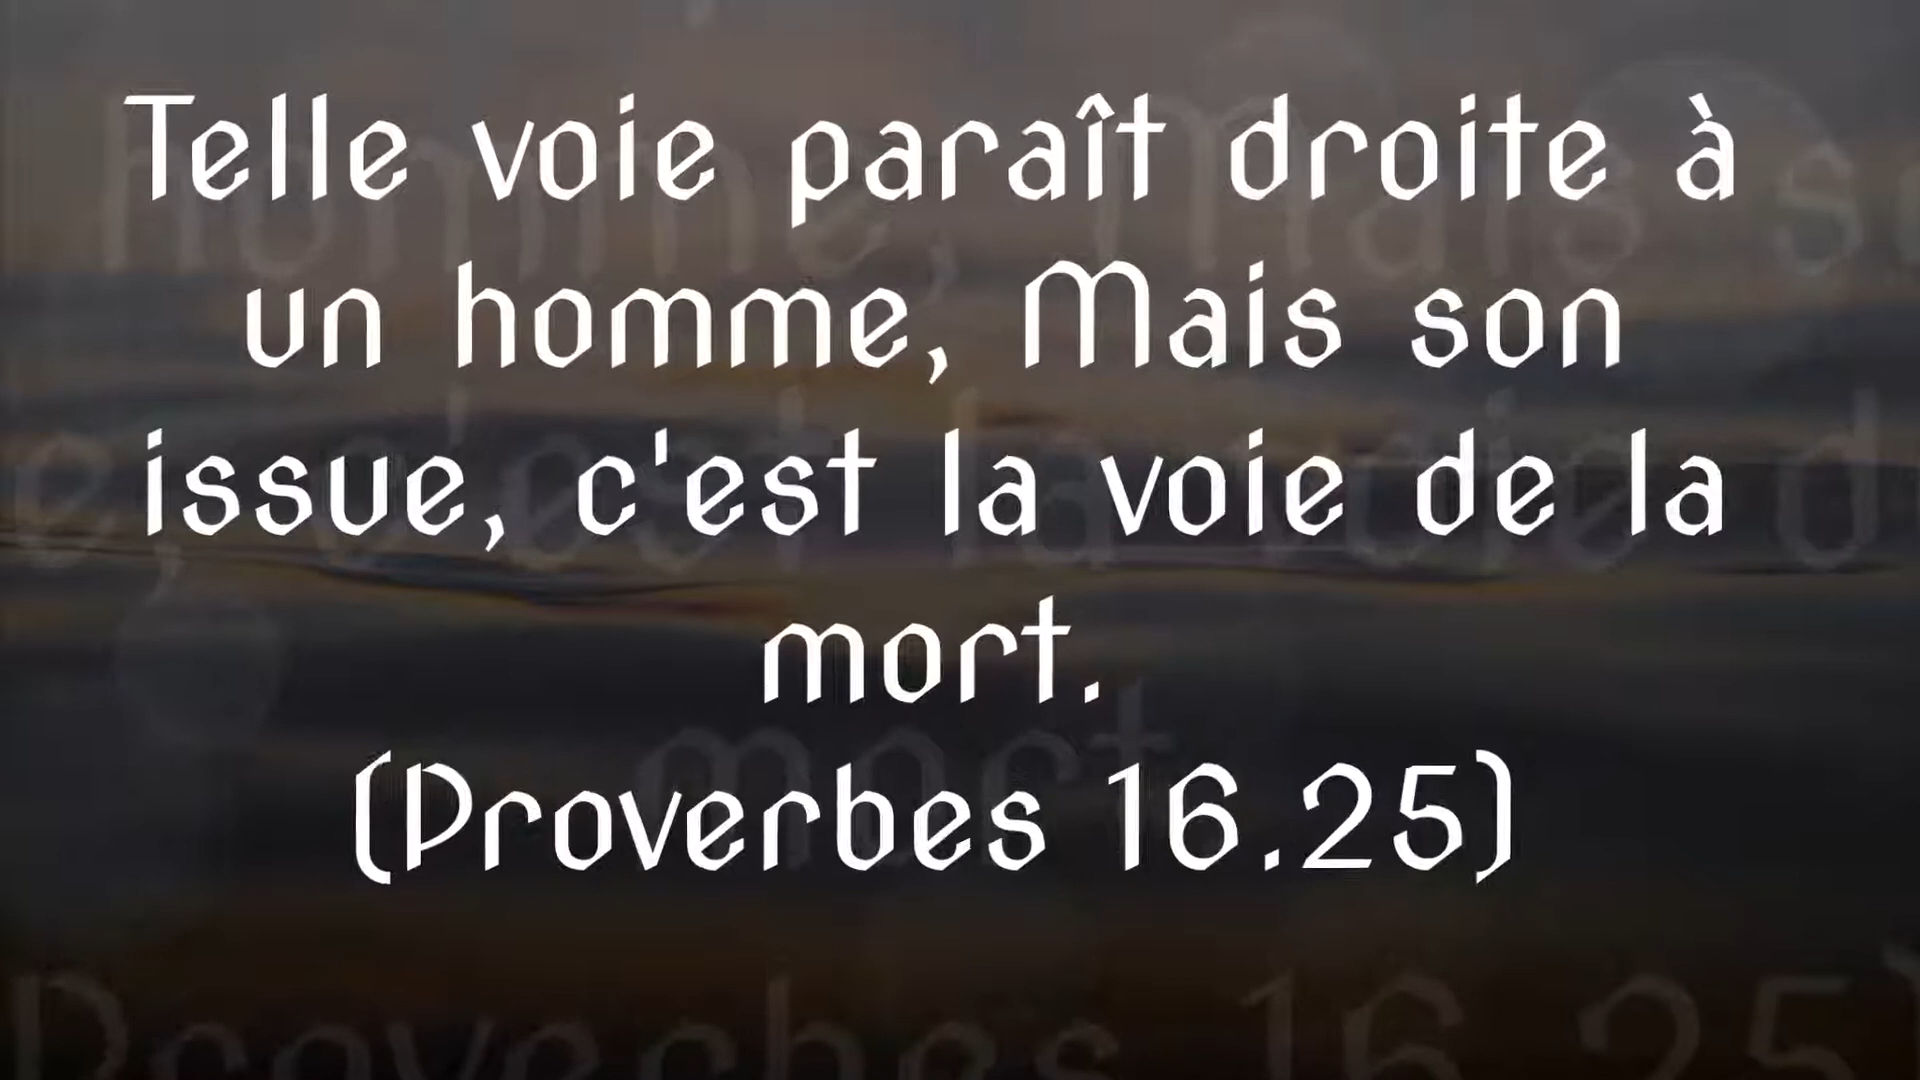 Telle voie paraît droite à
un homme, Mais son
issue, c'est la voie de la
mort.
(Proverbes 16.25)